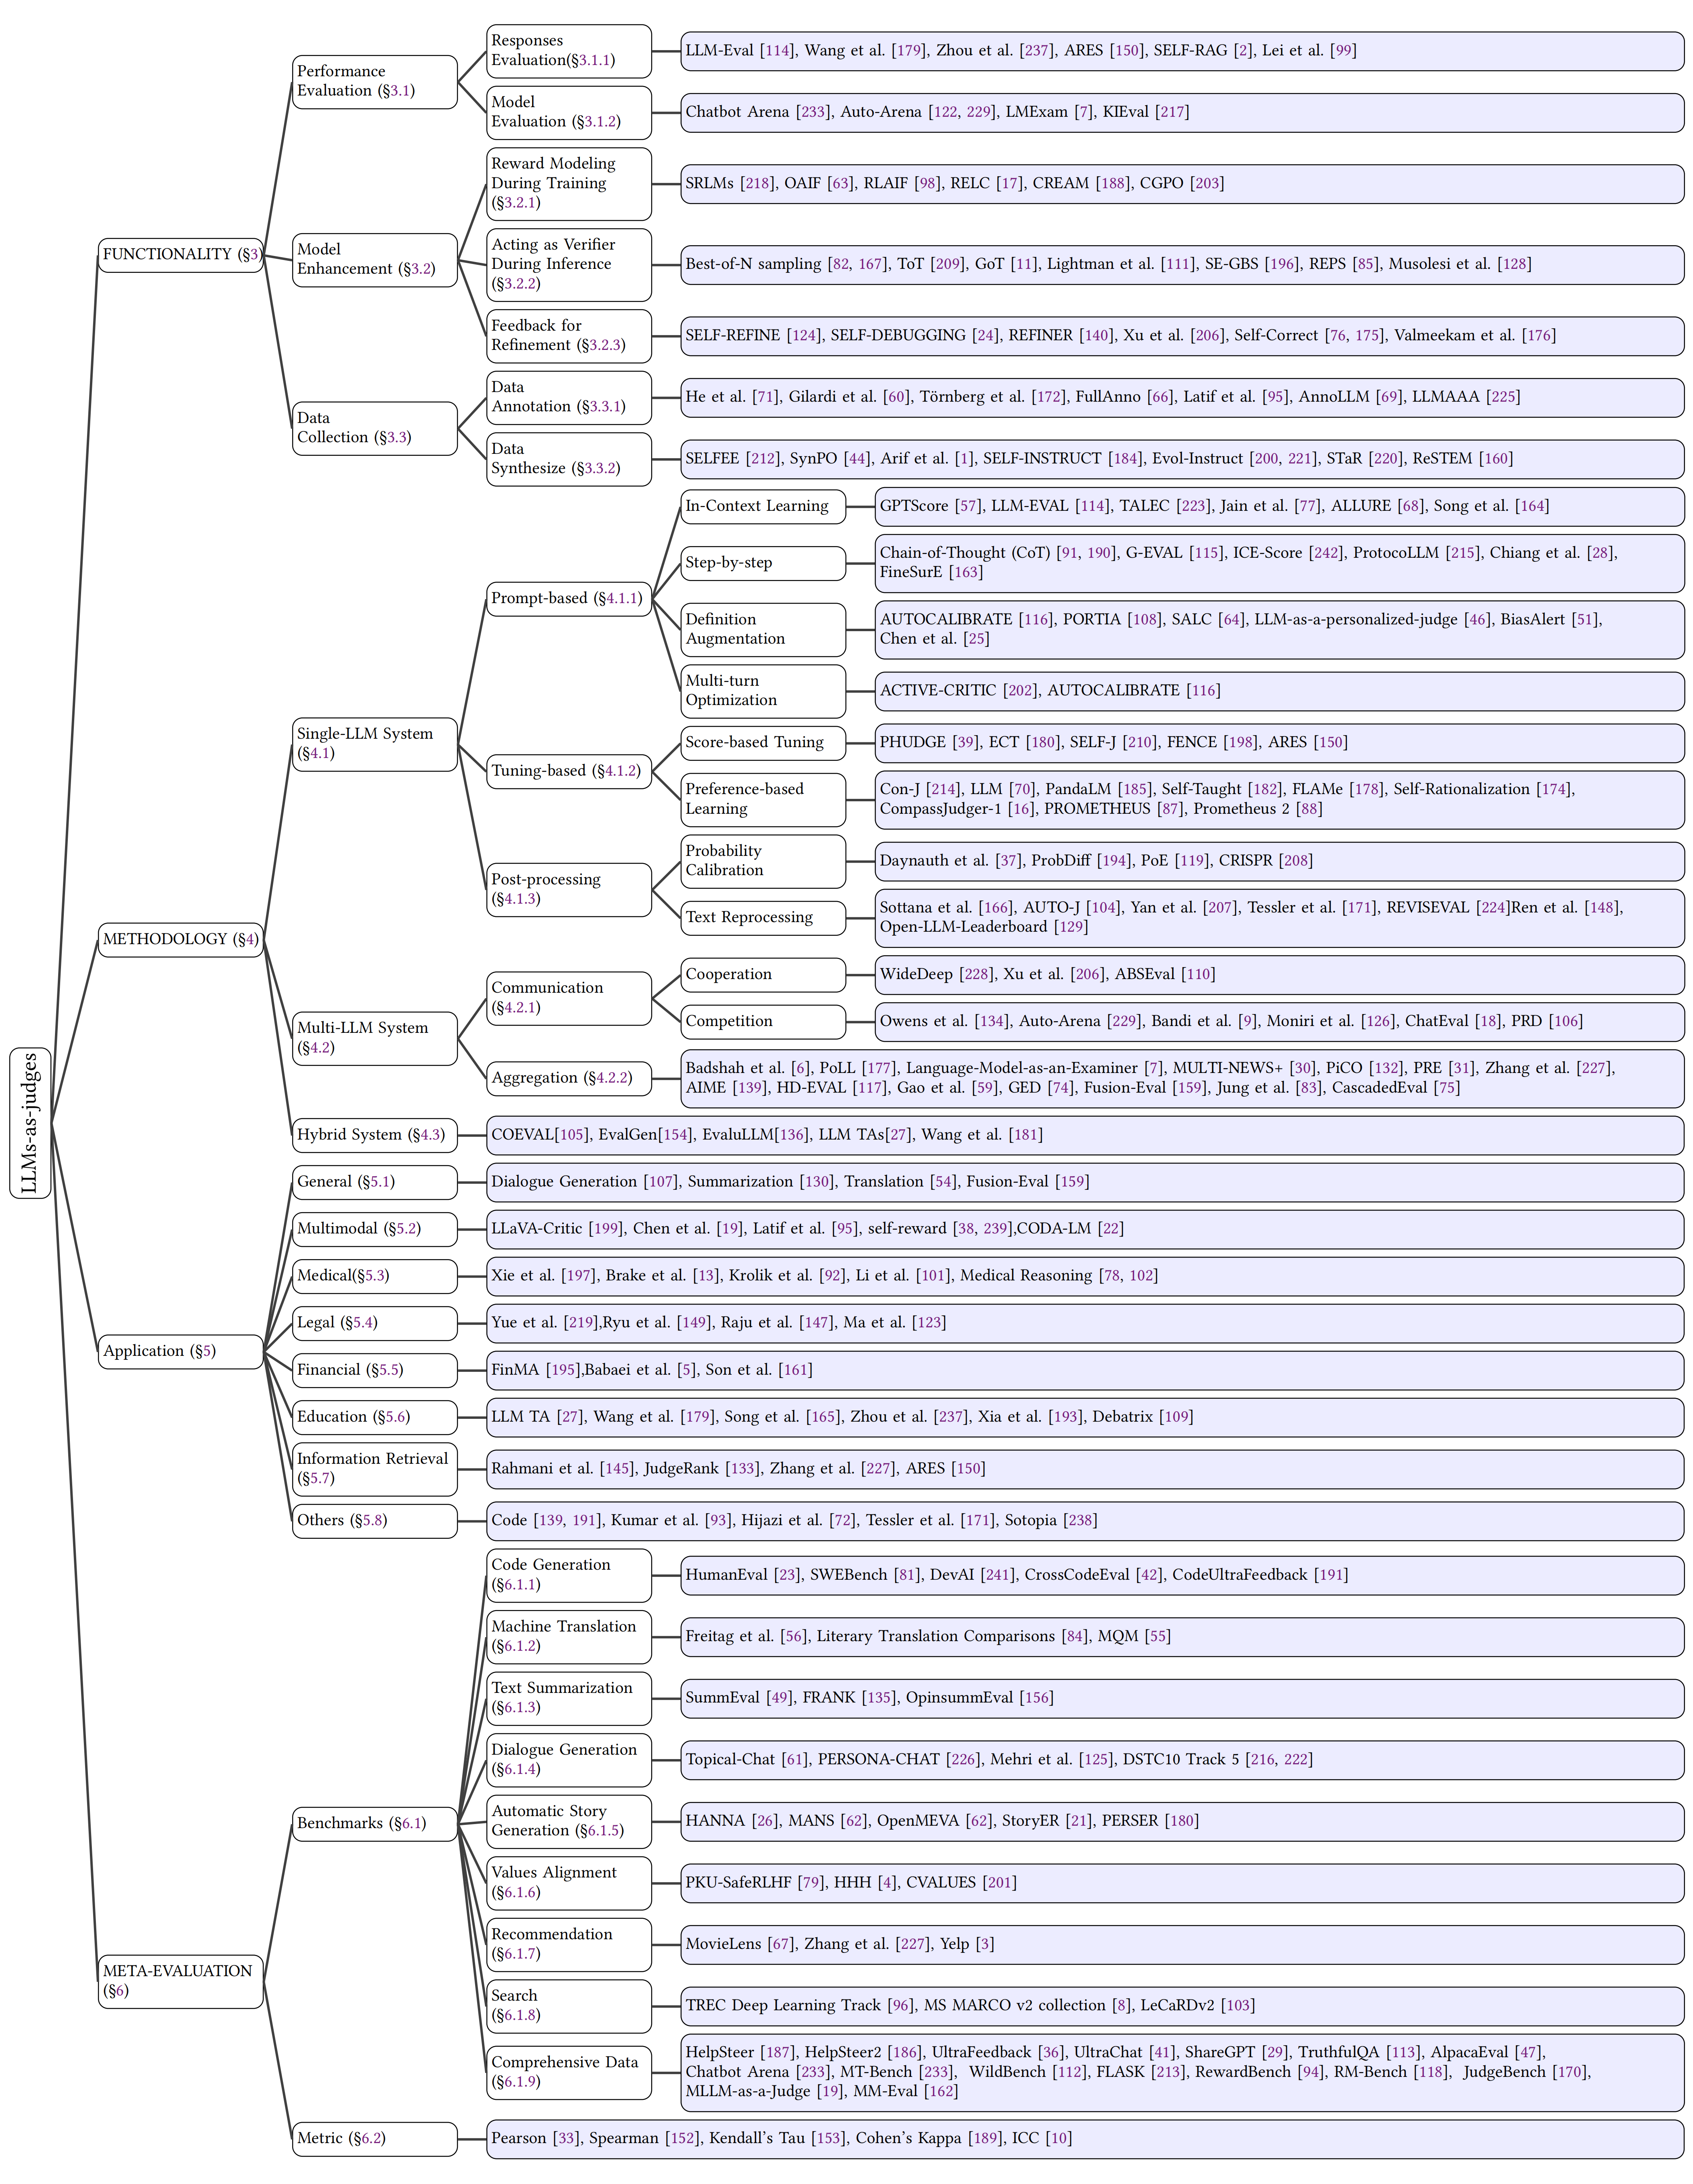 LLMs-as-judges
FUNCTIONALITY (§3)
Performance
Evaluation (§3.1)
Responses
Evaluation(§3.1.1)
LLM-Eval [114], Wang et al. [179], Zhou et al. [237], ARES [150], SELF-RAG [2], Lei et al. [99]
Model
Evaluation (§3.1.2)
Chatbot Arena [233], Auto-Arena [122, 229], LMExam [7], KIEval [217]
Model
Enhancement (§3.2)
Reward Modeling
During Training
(§3.2.1)
SRLMs [218], OAIF [63], RLAIF [98], RELC [17], CREAM [188], CGPO [203]
Acting as Verifier
During Inference
(§3.2.2)
Best-of-N sampling [82, 167], ToT [209], GoT [11], Lightman et al. [111], SE-GBS [196], REPS [85], Musolesi et al. [128]
Feedback for
Refinement (§3.2.3)
SELF-REFINE [124], SELF-DEBUGGING [24], REFINER [140], Xu et al. [206], Self-Correct [76, 175], Valmeekam et al. [176]
Data
Collection (§3.3)
Data
Annotation (§3.3.1)
He et al. [71], Gilardi et al. [60], Törnberg et al. [172], FullAnno [66], Latif et al. [95], AnnoLLM [69], LLMAAA [225]
Data
Synthesize (§3.3.2)
SELFEE [212], SynPO [44], Arif et al. [1], SELF-INSTRUCT [184], Evol-Instruct [200, 221], STaR [220], ReSTEM [160]
METHODOLOGY (§4)
Single-LLM System
(§4.1)
Prompt-based (§4.1.1)
In-Context Learning
GPTScore [57], LLM-EVAL [114], TALEC [223], Jain et al. [77], ALLURE [68], Song et al. [164]
Step-by-step
Chain-of-Thought (CoT) [91, 190], G-EVAL [115], ICE-Score [242], ProtocoLLM [215], Chiang et al. [28],
FineSurE [163]
Definition
Augmentation
AUTOCALIBRATE [116], PORTIA [108], SALC [64], LLM-as-a-personalized-judge [46], BiasAlert [51],
Chen et al. [25]
Multi-turn
Optimization
ACTIVE-CRITIC [202], AUTOCALIBRATE [116]
Tuning-based (§4.1.2)
Score-based Tuning
PHUDGE [39], ECT [180], SELF-J [210], FENCE [198], ARES [150]
Preference-based
Learning
Con-J [214], LLM [70], PandaLM [185], Self-Taught [182], FLAMe [178], Self-Rationalization [174],
CompassJudger-1 [16], PROMETHEUS [87], Prometheus 2 [88]
Post-processing
(§4.1.3)
Probability
Calibration
Daynauth et al. [37], ProbDiff [194], PoE [119], CRISPR [208]
Text Reprocessing
Sottana et al. [166], AUTO-J [104], Yan et al. [207], Tessler et al. [171], REVISEVAL [224]Ren et al. [148],
Open-LLM-Leaderboard [129]
Multi-LLM System
(§4.2)
Communication
(§4.2.1)
Cooperation
WideDeep [228], Xu et al. [206], ABSEval [110]
Competition
Owens et al. [134], Auto-Arena [229], Bandi et al. [9], Moniri et al. [126], ChatEval [18], PRD [106]
Aggregation (§4.2.2)
Badshah et al. [6], PoLL [177], Language-Model-as-an-Examiner [7], MULTI-NEWS+ [30], PiCO [132], PRE [31], Zhang et al. [227],
AIME [139], HD-EVAL [117], Gao et al. [59], GED [74], Fusion-Eval [159], Jung et al. [83], CascadedEval [75]
Hybrid System (§4.3)
COEVAL[105], EvalGen[154], EvaluLLM[136], LLM TAs[27], Wang et al. [181]
Application (§5)
General (§5.1)
Dialogue Generation [107], Summarization [130], Translation [54], Fusion-Eval [159]
Multimodal (§5.2)
LLaVA-Critic [199], Chen et al. [19], Latif et al. [95], self-reward [38, 239],CODA-LM [22]
Medical(§5.3)
Xie et al. [197], Brake et al. [13], Krolik et al. [92], Li et al. [101], Medical Reasoning [78, 102]
Legal (§5.4)
Yue et al. [219],Ryu et al. [149], Raju et al. [147], Ma et al. [123]
Financial (§5.5)
FinMA [195],Babaei et al. [5], Son et al. [161]
Education (§5.6)
LLM TA [27], Wang et al. [179], Song et al. [165], Zhou et al. [237], Xia et al. [193], Debatrix [109]
Information Retrieval
(§5.7)
Rahmani et al. [145], JudgeRank [133], Zhang et al. [227], ARES [150]
Others (§5.8)
Code [139, 191], Kumar et al. [93], Hijazi et al. [72], Tessler et al. [171], Sotopia [238]
META-EVALUATION
(§6)
Benchmarks (§6.1)
Code Generation
(§6.1.1)
HumanEval [23], SWEBench [81], DevAI [241], CrossCodeEval [42], CodeUltraFeedback [191]
Machine Translation
(§6.1.2)
Freitag et al. [56], Literary Translation Comparisons [84], MQM [55]
Text Summarization
(§6.1.3)
SummEval [49], FRANK [135], OpinsummEval [156]
Dialogue Generation
(§6.1.4)
Topical-Chat [61], PERSONA-CHAT [226], Mehri et al. [125], DSTC10 Track 5 [216, 222]
Automatic Story
Generation (§6.1.5)
HANNA [26], MANS [62], OpenMEVA [62], StoryER [21], PERSER [180]
Values Alignment
(§6.1.6)
PKU-SafeRLHF [79], HHH [4], CVALUES [201]
Recommendation
(§6.1.7)
MovieLens [67], Zhang et al. [227], Yelp [3]
Search
(§6.1.8)
TREC Deep Learning Track [96], MS MARCO v2 collection [8], LeCaRDv2 [103]
Comprehensive Data
(§6.1.9)
HelpSteer [187], HelpSteer2 [186], UltraFeedback [36], UltraChat [41], ShareGPT [29], TruthfulQA [113], AlpacaEval [47],
Chatbot Arena [233], MT-Bench [233], WildBench [112], FLASK [213], RewardBench [94], RM-Bench [118], JudgeBench [170],
MLLM-as-a-Judge [19], MM-Eval [162]
Metric (§6.2)
Pearson [33], Spearman [152], Kendall's Tau [153], Cohen's Kappa [189], ICC [10]